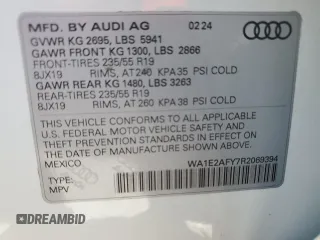 MFD. BY AUDI AG 02/24
GVWR KG 2695, LBS 5941
GAWR FRONT KG 1300, LBS 2866
FRONT-TIRES 235/55 R19
8JX19 RIMS, AT 240 KPA 35 PSI COLD
GAWR REAR KG 1480, LBS 3263
REAR-TIRES 235/55 R19
8JX19 RIMS, AT 260 KPA 38 PSI COLD
THIS VEHICLE CONFORMS TO ALL APPLICABLE
U.S. FEDERAL MOTOR VEHICLE SAFETY AND
THEFT PREVENTION STANDARDS IN EFFECT ON
THE DATE OF MANUFACTURE SHOWN ABOVE.
MEXICO WA1E2AFY7R2069394
TYPE:
MPV
DREAMBID